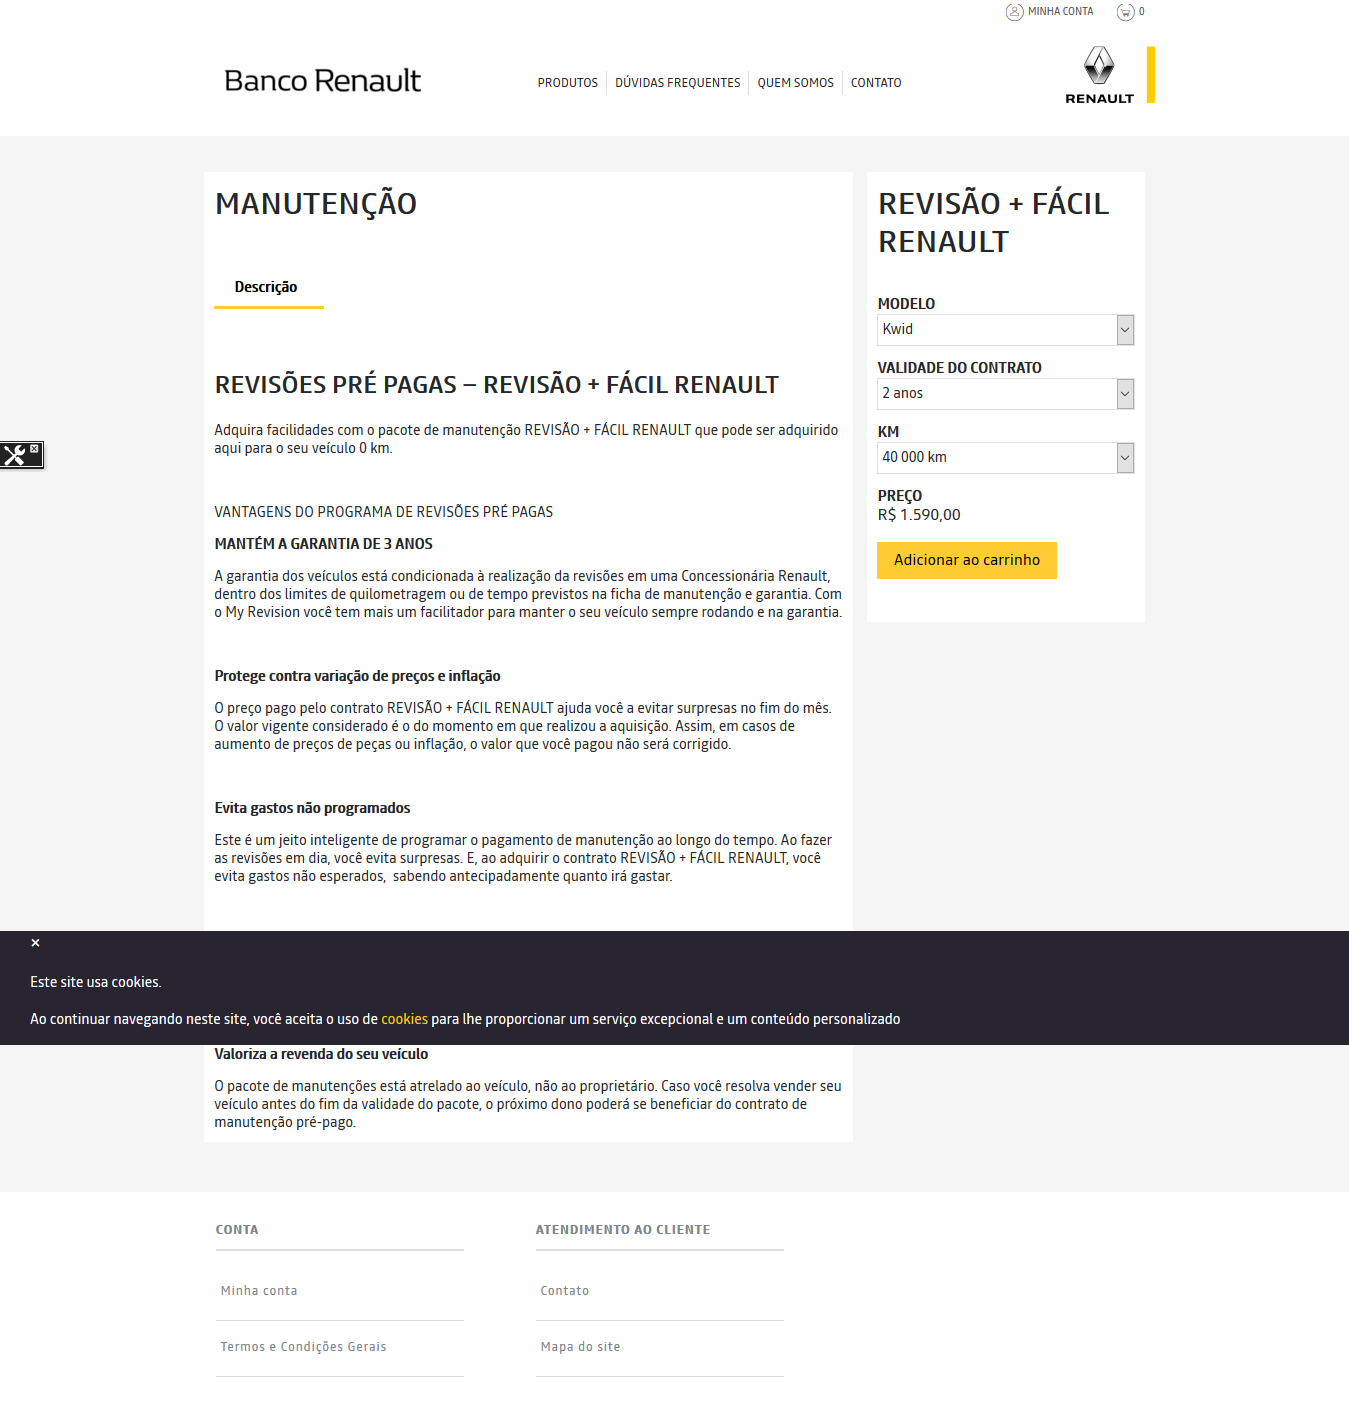 MINHA CONTA 0
Banco Renault
PRODUTOS DÚVIDAS FREQUENTES QUEM SOMOS CONTATO
RENAULT
MANUTENÇÃO
Descrição
REVISÕES PRÉ PAGAS – REVISÃO + FÁCIL RENAULT
Adquira facilidades com o pacote de manutenção REVISÃO + FÁCIL RENAULT que pode ser adquirido
aqui para o seu veículo 0 km.
VANTAGENS DO PROGRAMA DE REVISÕES PRÉ PAGAS
MANTÉM A GARANTIA DE 3 ANOS
A garantia dos veículos está condicionada à realização da revisões em uma Concessionária Renault,
dentro dos limites de quilometragem ou de tempo previstos na ficha de manutenção e garantia. Com
o My Revision você tem mais um facilitador para manter o seu veículo sempre rodando e na garantia.
Protege contra variação de preços e inflação
O preço pago pelo contrato REVISÃO + FÁCIL RENAULT ajuda você a evitar surpresas no fim do mês.
O valor vigente considerado é o do momento em que realizou a aquisição. Assim, em casos de
aumento de preços de peças ou inflação, o valor que você pagou não será corrigido.
Evita gastos não programados
Este é um jeito inteligente de programar o pagamento de manutenção ao longo do tempo. Ao fazer
as revisões em dia, você evita surpresas. E, ao adquirir o contrato REVISÃO + FÁCIL RENAULT, você
evita gastos não esperados, sabendo antecipadamente quanto irá gastar.
REVISÃO + FÁCIL
RENAULT
MODELO
Kwid
VALIDADE DO CONTRATO
2 anos
KM
40 000 km
PREÇO
R$ 1.590,00
Adicionar ao carrinho
×
Este site usa cookies.
Ao continuar navegando neste site, você aceita o uso de cookies para lhe proporcionar um serviço excepcional e um conteúdo personalizado
Valoriza a revenda do seu veículo
O pacote de manutenções está atrelado ao veículo, não ao proprietário. Caso você resolva vender seu
veículo antes do fim da validade do pacote, o próximo dono poderá se beneficiar do contrato de
manutenção pré-pago.
CONTA
Minha conta
Termos e Condições Gerais
ATENDIMENTO AO CLIENTE
Contato
Mapa do site